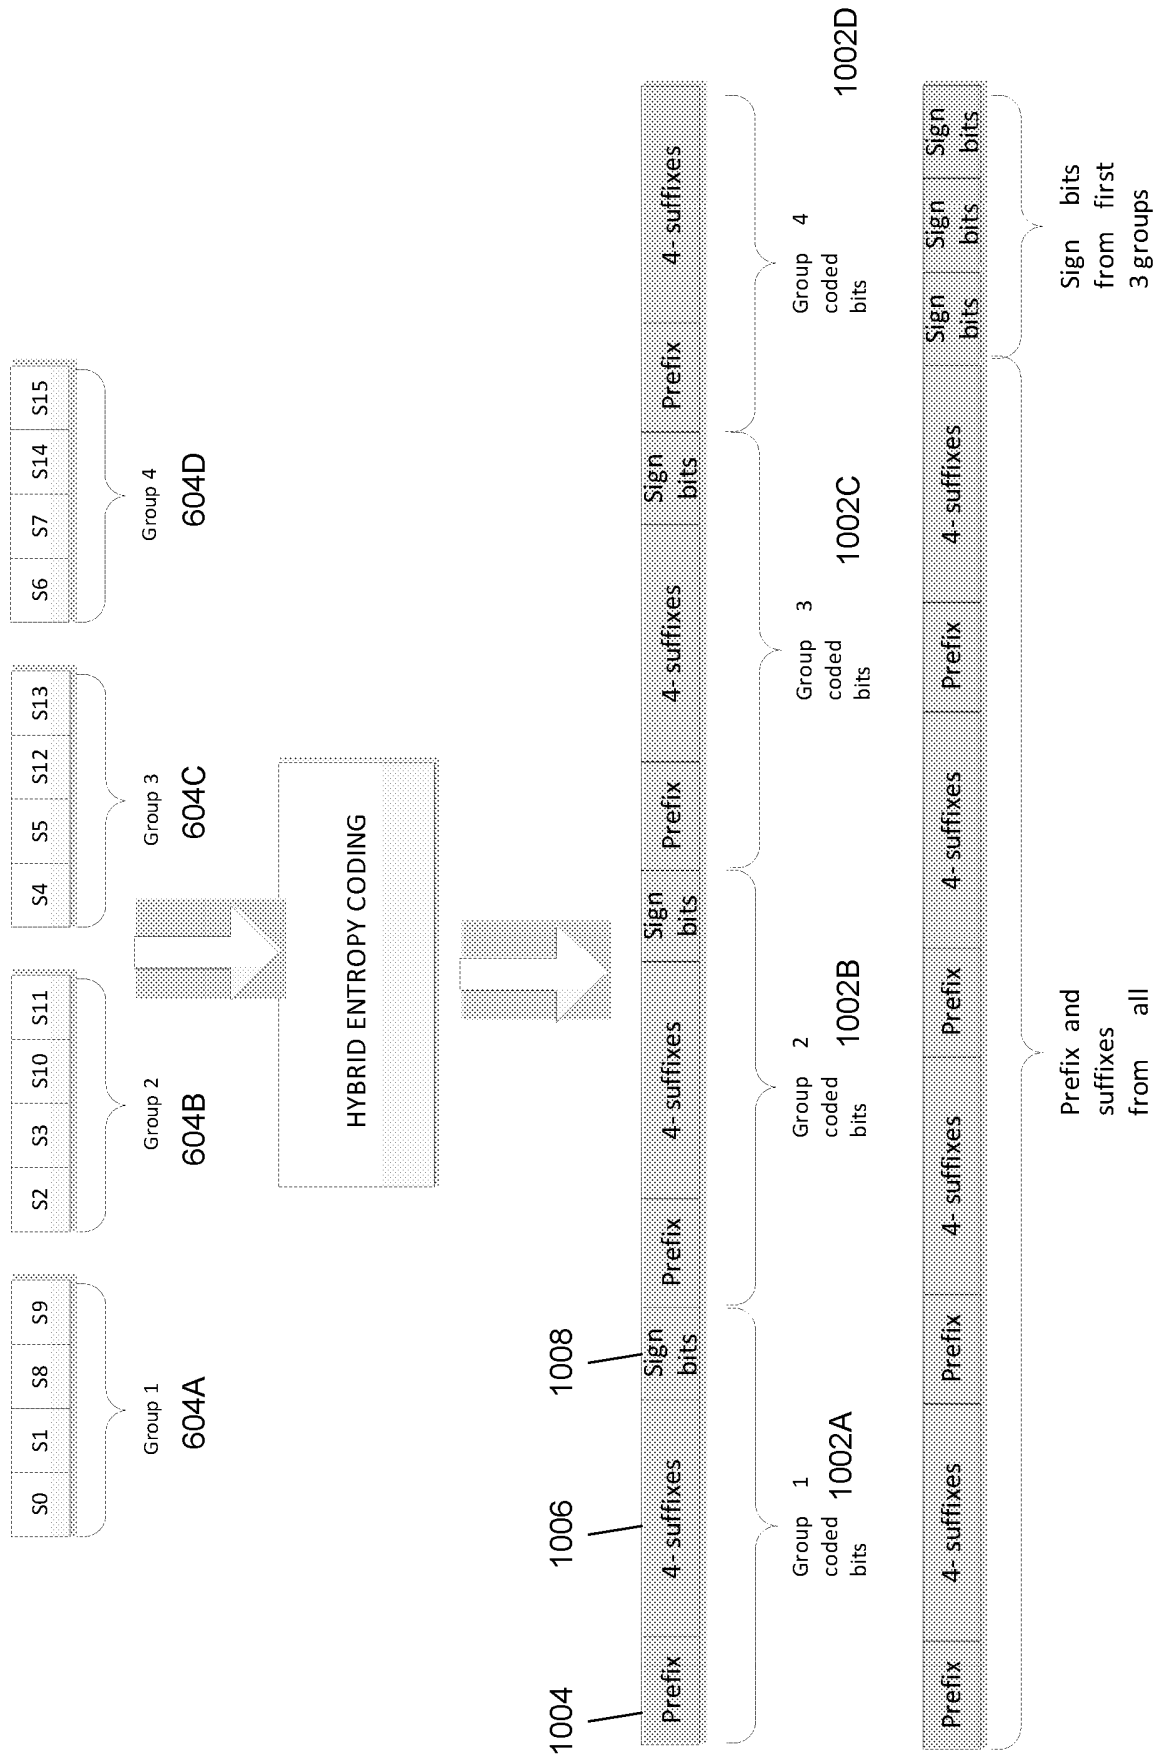 S0 S1 S8 S9
S2 S3 S10 S11
S4 S5 S12 S13
S6 S7 S14 S15
Group 1
Group 2
Group 3
Group 4
604A
604B
604C
604D
HYBRID ENTROPY CODING
1004
1006
1008
Prefix
4- suffixes
Sign
bits
Prefix
4- suffixes
Sign
bits
Prefix
4- suffixes
Sign
bits
Prefix
4- suffixes
Group 1
coded
bits
1002A
Group 2
coded
bits
1002B
Group 3
coded
bits
1002C
Group 4
coded
bits
1002D
Prefix
4- suffixes
Prefix
4- suffixes
Prefix
4- suffixes
Prefix
4- suffixes
Sign
bits
Sign
bits
Sign
bits
Prefix and
suffixes
from all
Sign bits
from first
3 groups